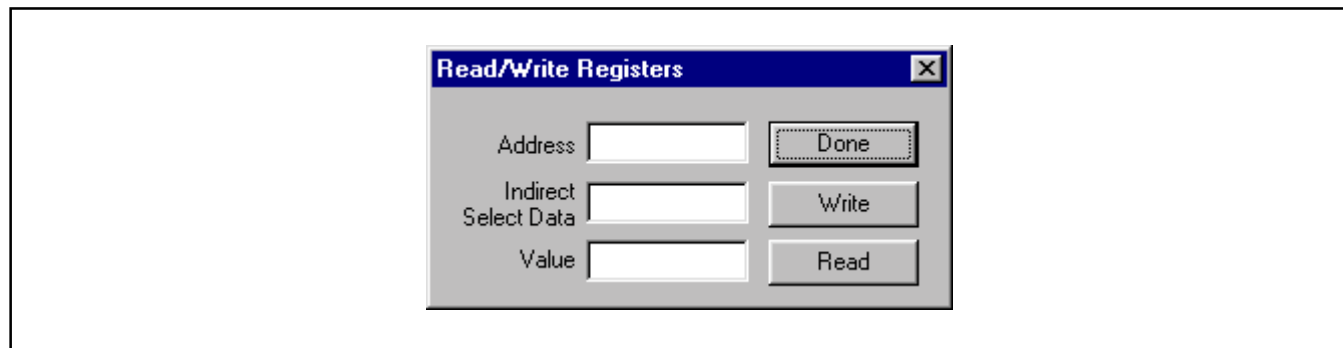 Read/Write Registers
Address
Done
Indirect
Select Data
Write
Value
Read